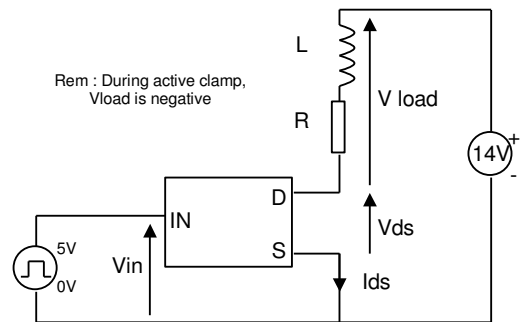 L
Rem : During active clamp,
Vload is negative
V load
R
14V
+
-
D
IN
Vds
S
5V
0V
Vin
Ids